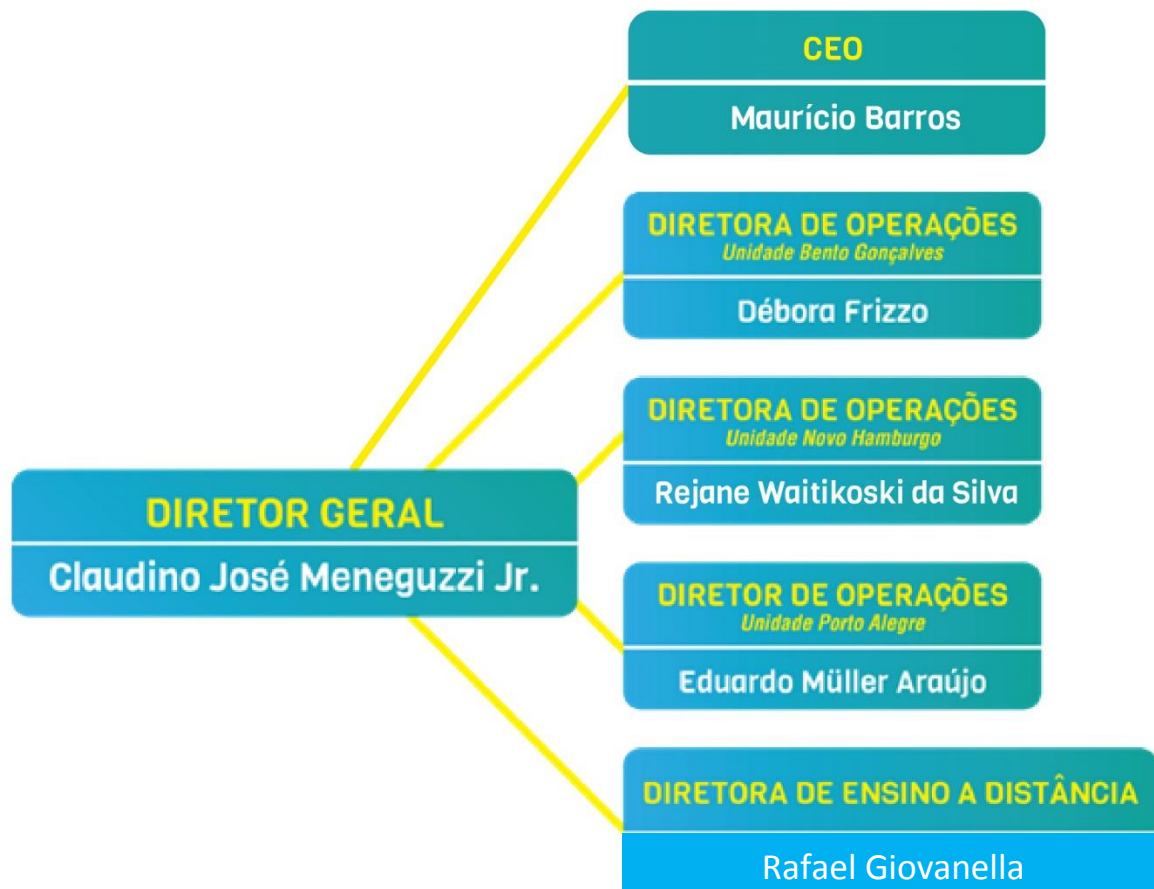 CEO
Maurício Barros
DIRETORA DE OPERAÇÕES
Unidade Bento Gonçalves
Débora Frizzo
DIRETORA DE OPERAÇÕES
Unidade Novo Hamburgo
Rejane Waitikoski da Silva
DIRETOR GERAL
Claudino José Meneguzzi Jr.
DIRETOR DE OPERAÇÕES
Unidade Porto Alegre
Eduardo Müller Araújo
DIRETORA DE ENSINO A DISTÂNCIA
Rafael Giovanella